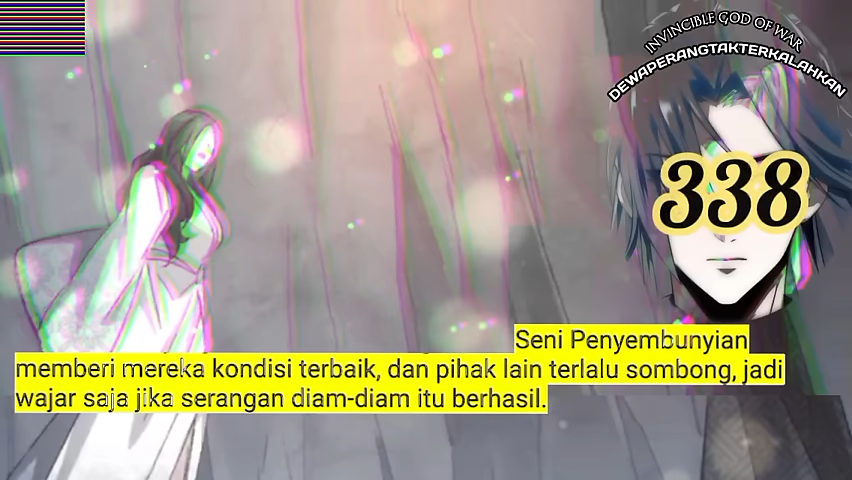 INVINCIBLE GOD OF WAR
DEWAPERANGTAKTERKALAHKAN
338
Seni Penyembunyian
memberi mereka kondisi terbaik, dan pihak lain terlalu sombong, jadi
wajar saja jika serangan diam-diam itu berhasil.